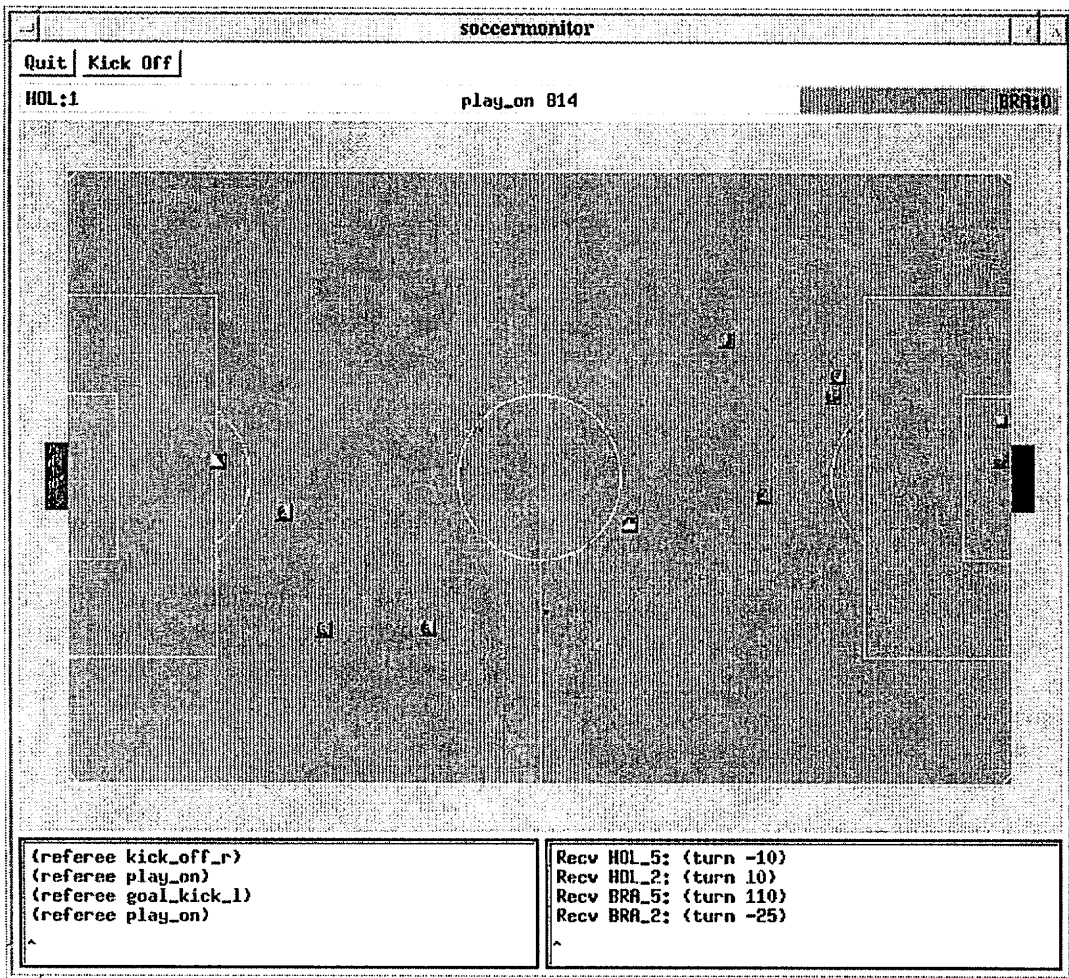 soccermonitor
Quit Kick Off
HOL:1 play_on 814 BRA:0
(referee kick_off_r)
(referee play_on)
(referee goal_kick_l)
(referee play_on)
^
Recv HOL_5: (turn -10)
Recv HOL_2: (turn 10)
Recv BRA_5: (turn 110)
Recv BRA_2: (turn -25)
^